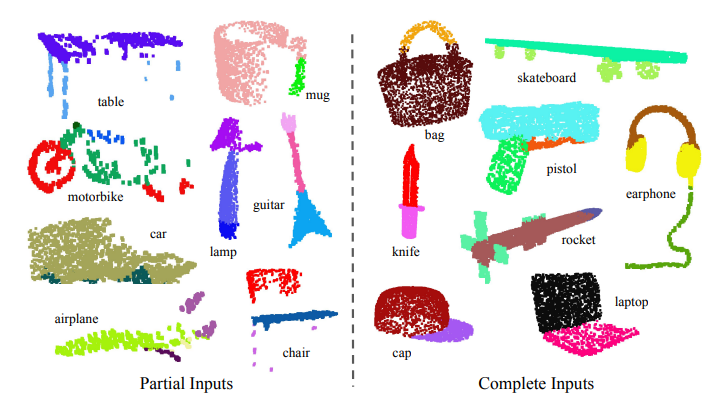 table
mug
motorbike
guitar
car
lamp
airplane
chair
Partial Inputs
skateboard
bag
pistol
earphone
knife
rocket
laptop
cap
Complete Inputs